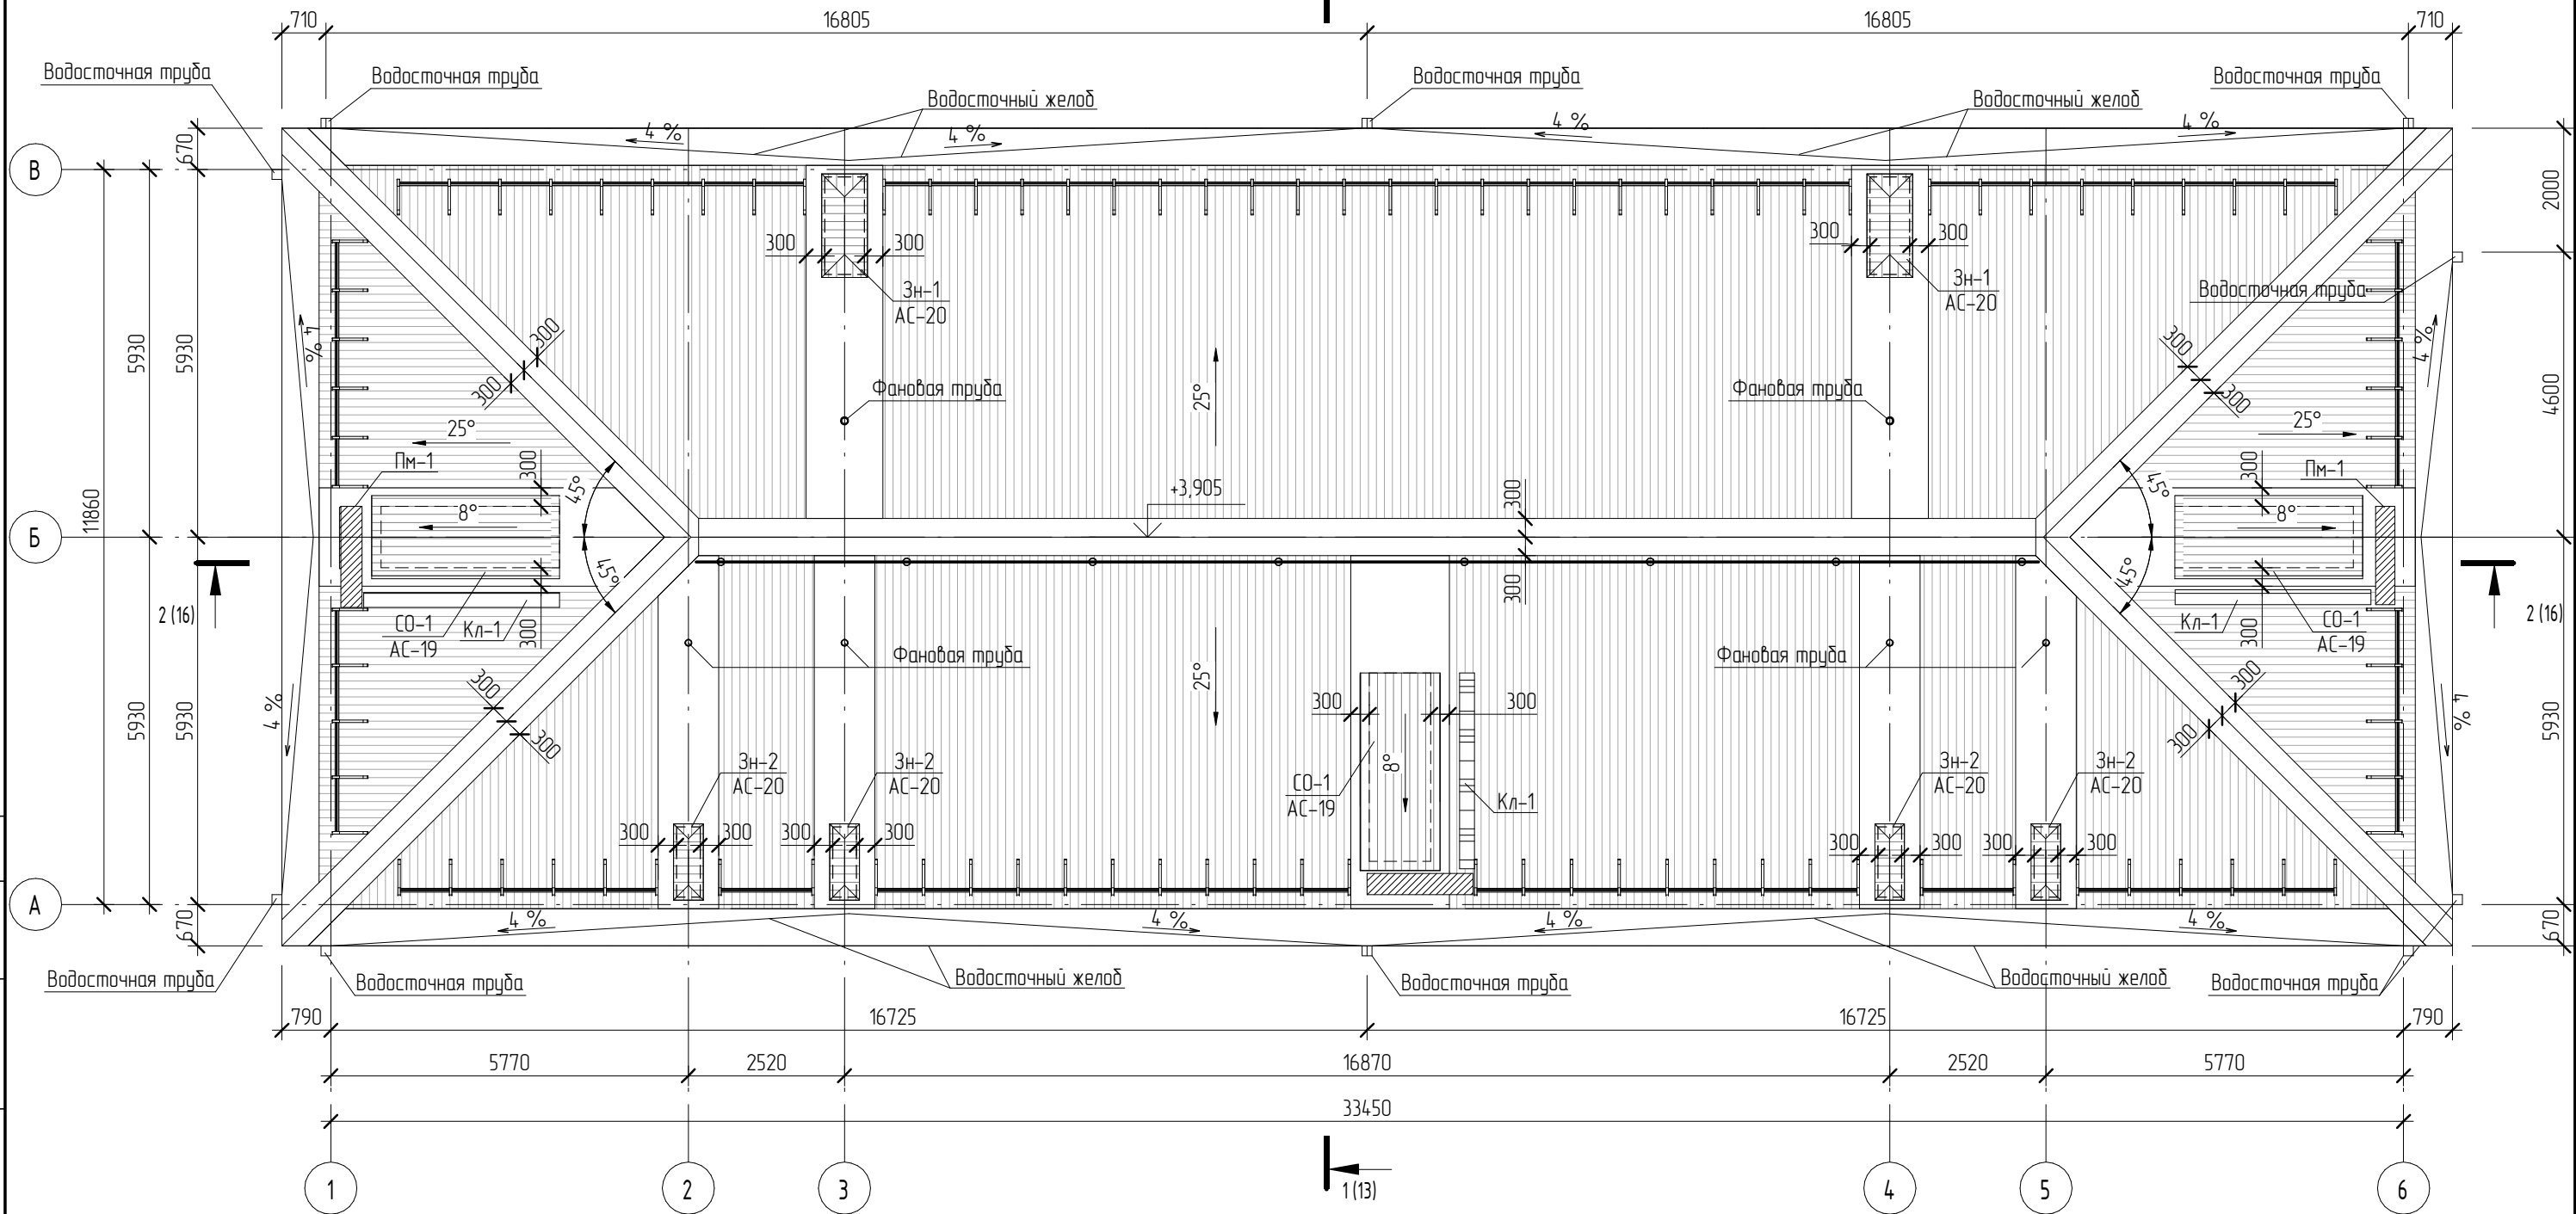 710
16805
16805
710
Водосточная труба
Водосточная труба
Водосточный желоб
Водосточная труба
Водосточный желоб
Водосточная труба
4 %
4 %
4 %
4 %
670
В
2000
300
300
300
300
Зн-1
АС-20
Зн-1
АС-20
Водосточная труба
4 %
4 %
5930
5930
300
300
300
300
Фановая труба
25°
Фановая труба
4600
25°
25°
Пм-1
300
45°
+3,905
300
45°
300
Пм-1
11860
8°
8°
Б
45°
300
45°
2 (16)
СО-1
АС-19
Кл-1
300
Кл-1
300
СО-1
АС-19
2 (16)
Фановая труба
Фановая труба
25°
300
300
300
300
4 %
4 %
5930
5930
5930
300
300
Зн-2
АС-20
Зн-2
АС-20
8°
СО-1
АС-19
Кл-1
Зн-2
АС-20
Зн-2
АС-20
300
300
300
300
300
300
300
300
А
670
4 %
4 %
4 %
4 %
670
Водосточная труба
Водосточная труба
Водосточный желоб
Водосточная труба
Водосточный желоб
Водосточная труба
790
16725
16725
790
5770
2520
16870
2520
5770
33450
1
2
3
1 (13)
4
5
6